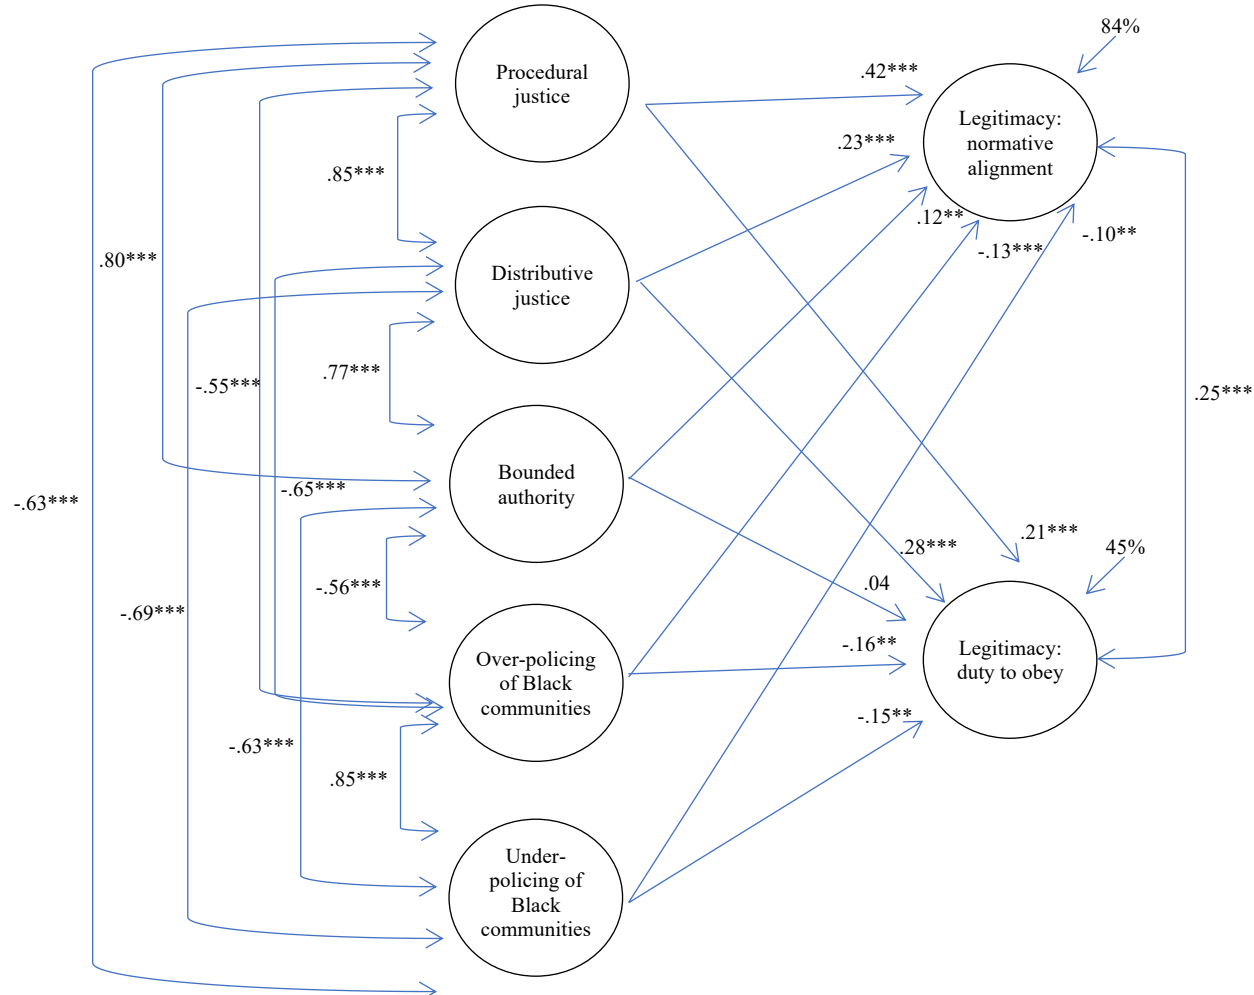 84%
Procedural
justice
.42***
Legitimacy:
normative
alignment
.23***
.85***
.12**
-.10**
-.13***
.80***
Distributive
justice
.77***
-.55***
.25***
Bounded
authority
-.65***
-.63***
.21***
.28***
45%
.04
-.56***
-.69***
-.16**
Legitimacy:
duty to obey
Over-policing
of Black
communities
-.15**
-.63***
.85***
Under-
policing of
Black
communities